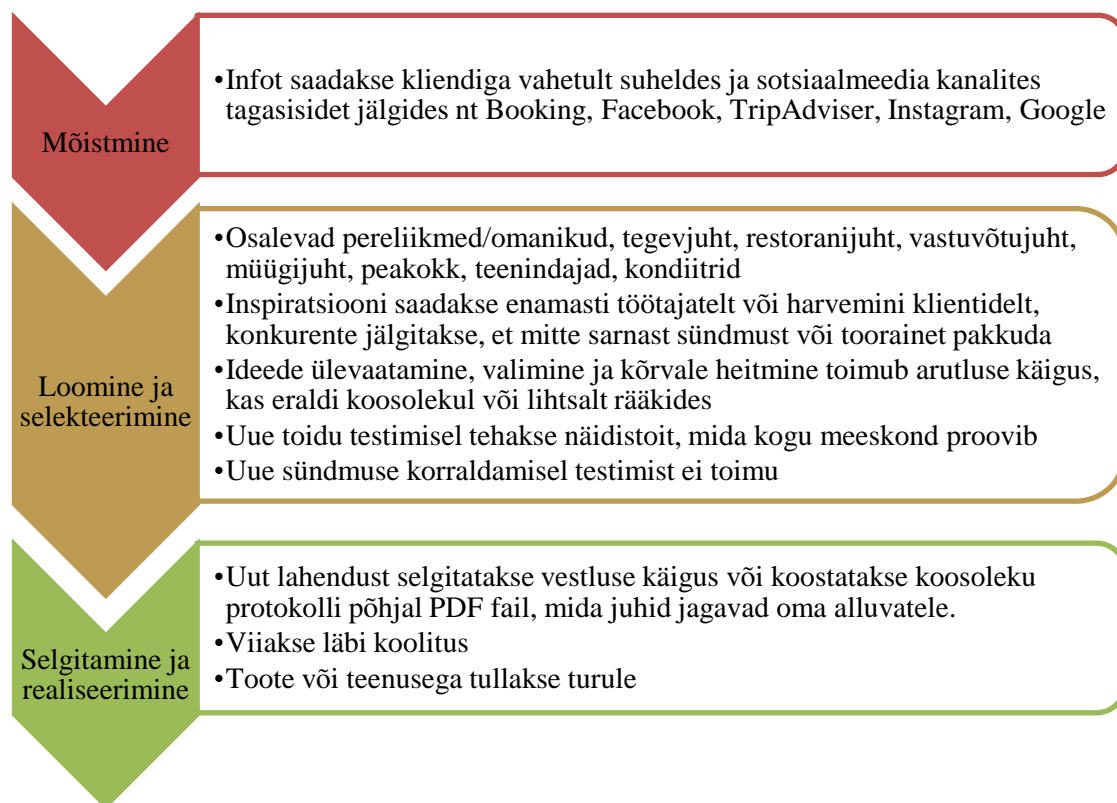 Mõistmine
•Infot saadakse kliendiga vahetult suheldes ja sotsiaalmeedia kanalites
tagasisidet jälgides nt Booking, Facebook, TripAdviser, Instagram, Google
Loomine ja
selekteerimine
•Osalevad pereliikmed/omanikud, tegevjuht, restoranijuht, vastuvõtujuht,
müügijuht, peakokk, teenindajad, kondiitrid
•Inspiratsiooni saadakse enamasti töötajatelt või harvemini klientidelt,
konkurente jälgitakse, et mitte sarnast sündmust või toorainet pakkuda
•Ideede ülevaatamine, valimine ja kõrvale heitmine toimub arutluse käigus,
kas eraldi koosolekul või lihtsalt rääkides
•Uue toidu testimisel tehakse näidistoit, mida kogu meeskond proovib
•Uue sündmuse korraldamisel testimist ei toimu
Selgitamine ja
realiseerimine
•Uut lahendust selgitatakse vestluse käigus või koostatakse koosoleku
protokolli põhjal PDF fail, mida juhid jagavad oma alluvatele.
•Viiakse läbi koolitus
•Toote või teenusega tullakse turule